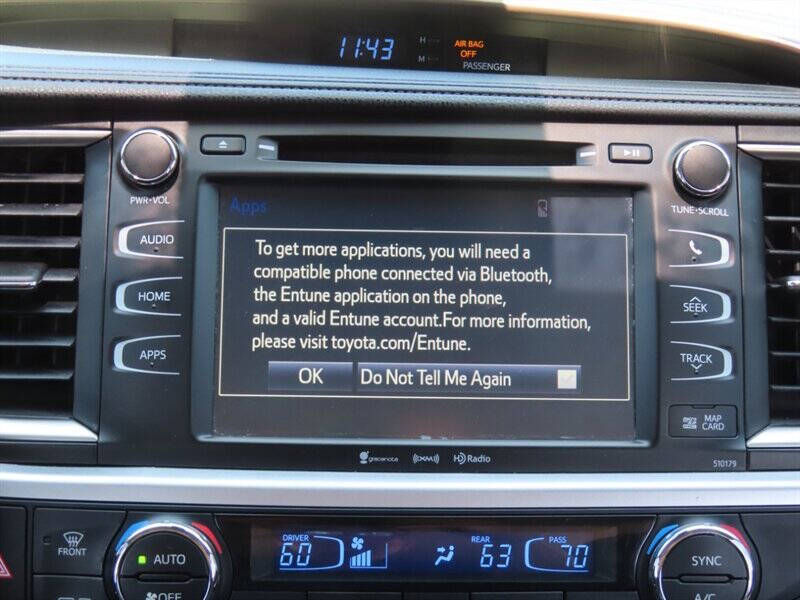 11:43
H
M
AIR BAG
OFF
PASSENGER
PWR•VOL
TUNE•SCROLL
AUDIO
HOME
APPS
SEEK
TRACK
MAP
CARD
Apps
To get more applications, you will need a
compatible phone connected via Bluetooth,
the Entune application on the phone,
and a valid Entune account.For more information,
please visit toyota.com/Entune.
OK
Do Not Tell Me Again
gracenote
((XM))
HD Radio
510179
FRONT
AUTO
OFF
DRIVER
60
REAR
63
PASS
70
SYNC
A/C